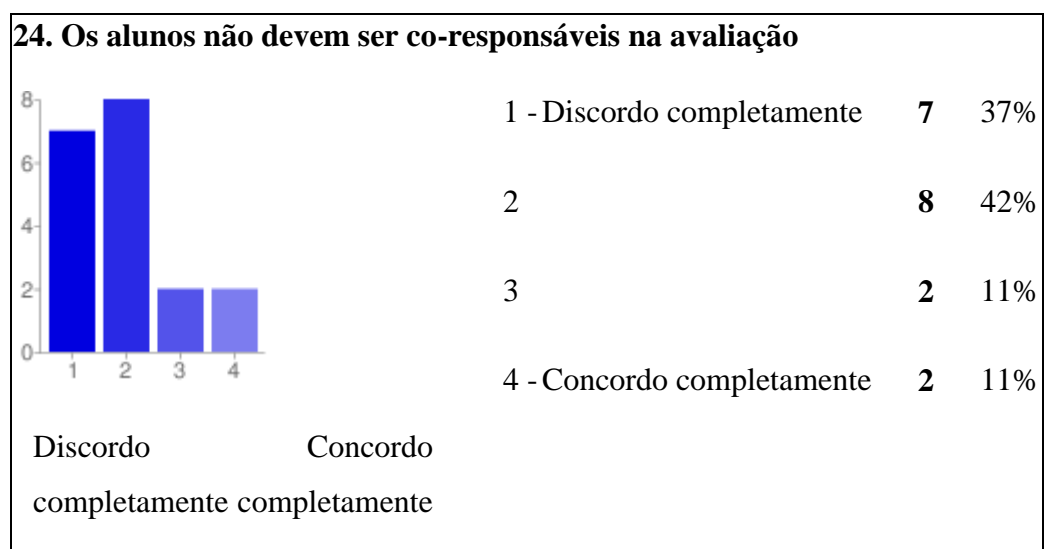 24. Os alunos não devem ser co-responsáveis na avaliação
8
6
4
2
0
1 2 3 4
Discordo Concordo
completamente completamente
1 - Discordo completamente 7 37%
2 8 42%
3 2 11%
4 - Concordo completamente 2 11%